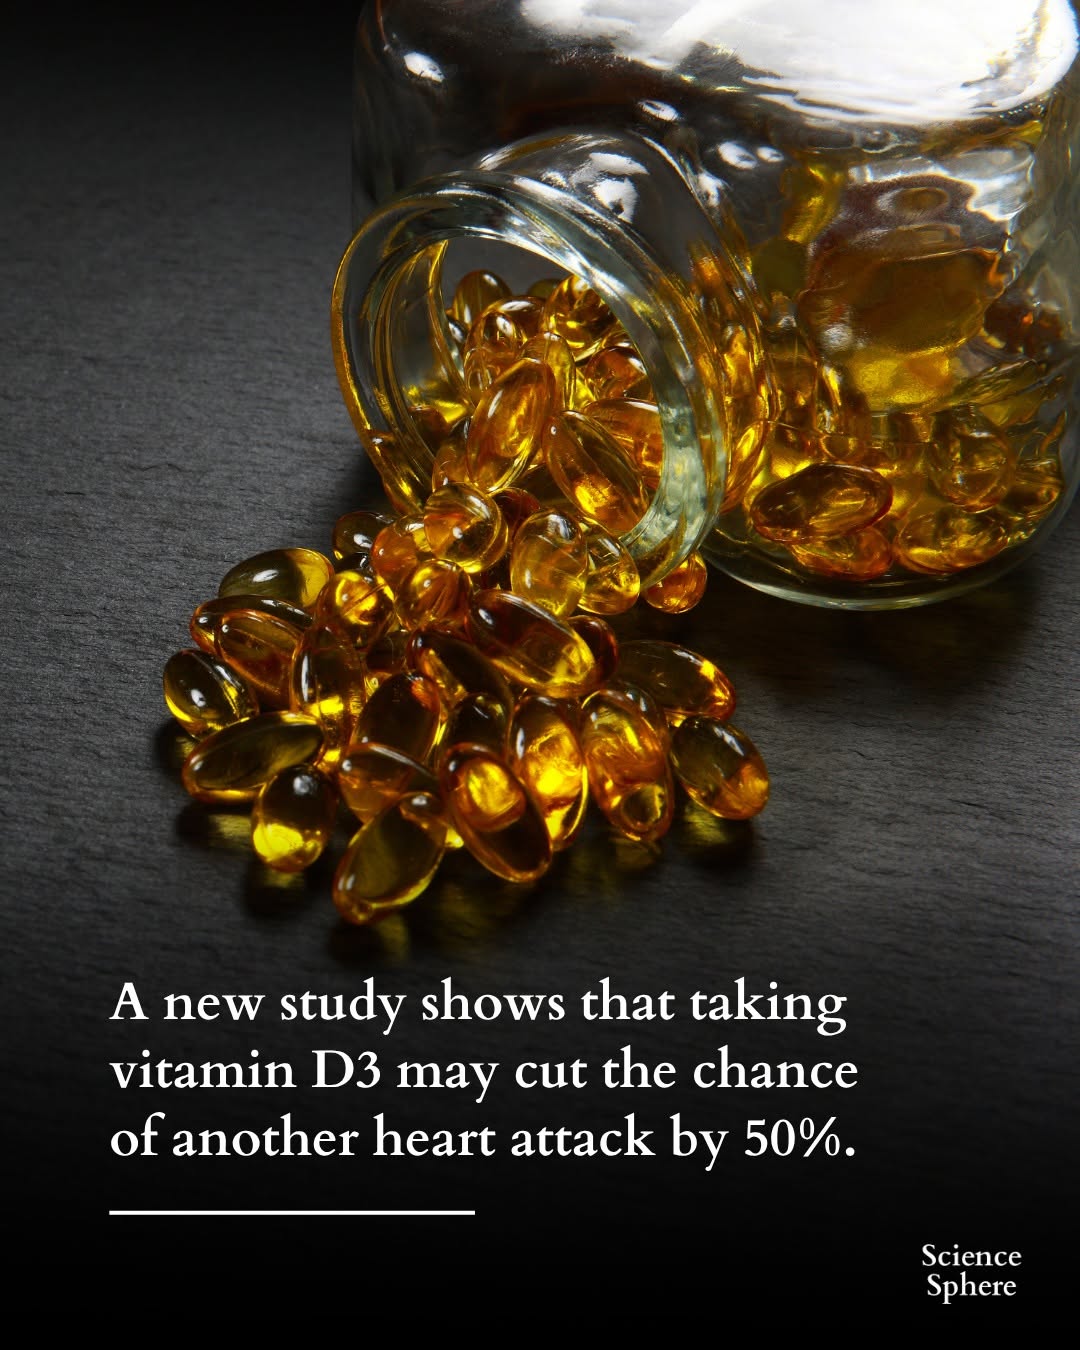 A new study shows that taking
vitamin D3 may cut the chance
of another heart attack by 50%.
Science
Sphere